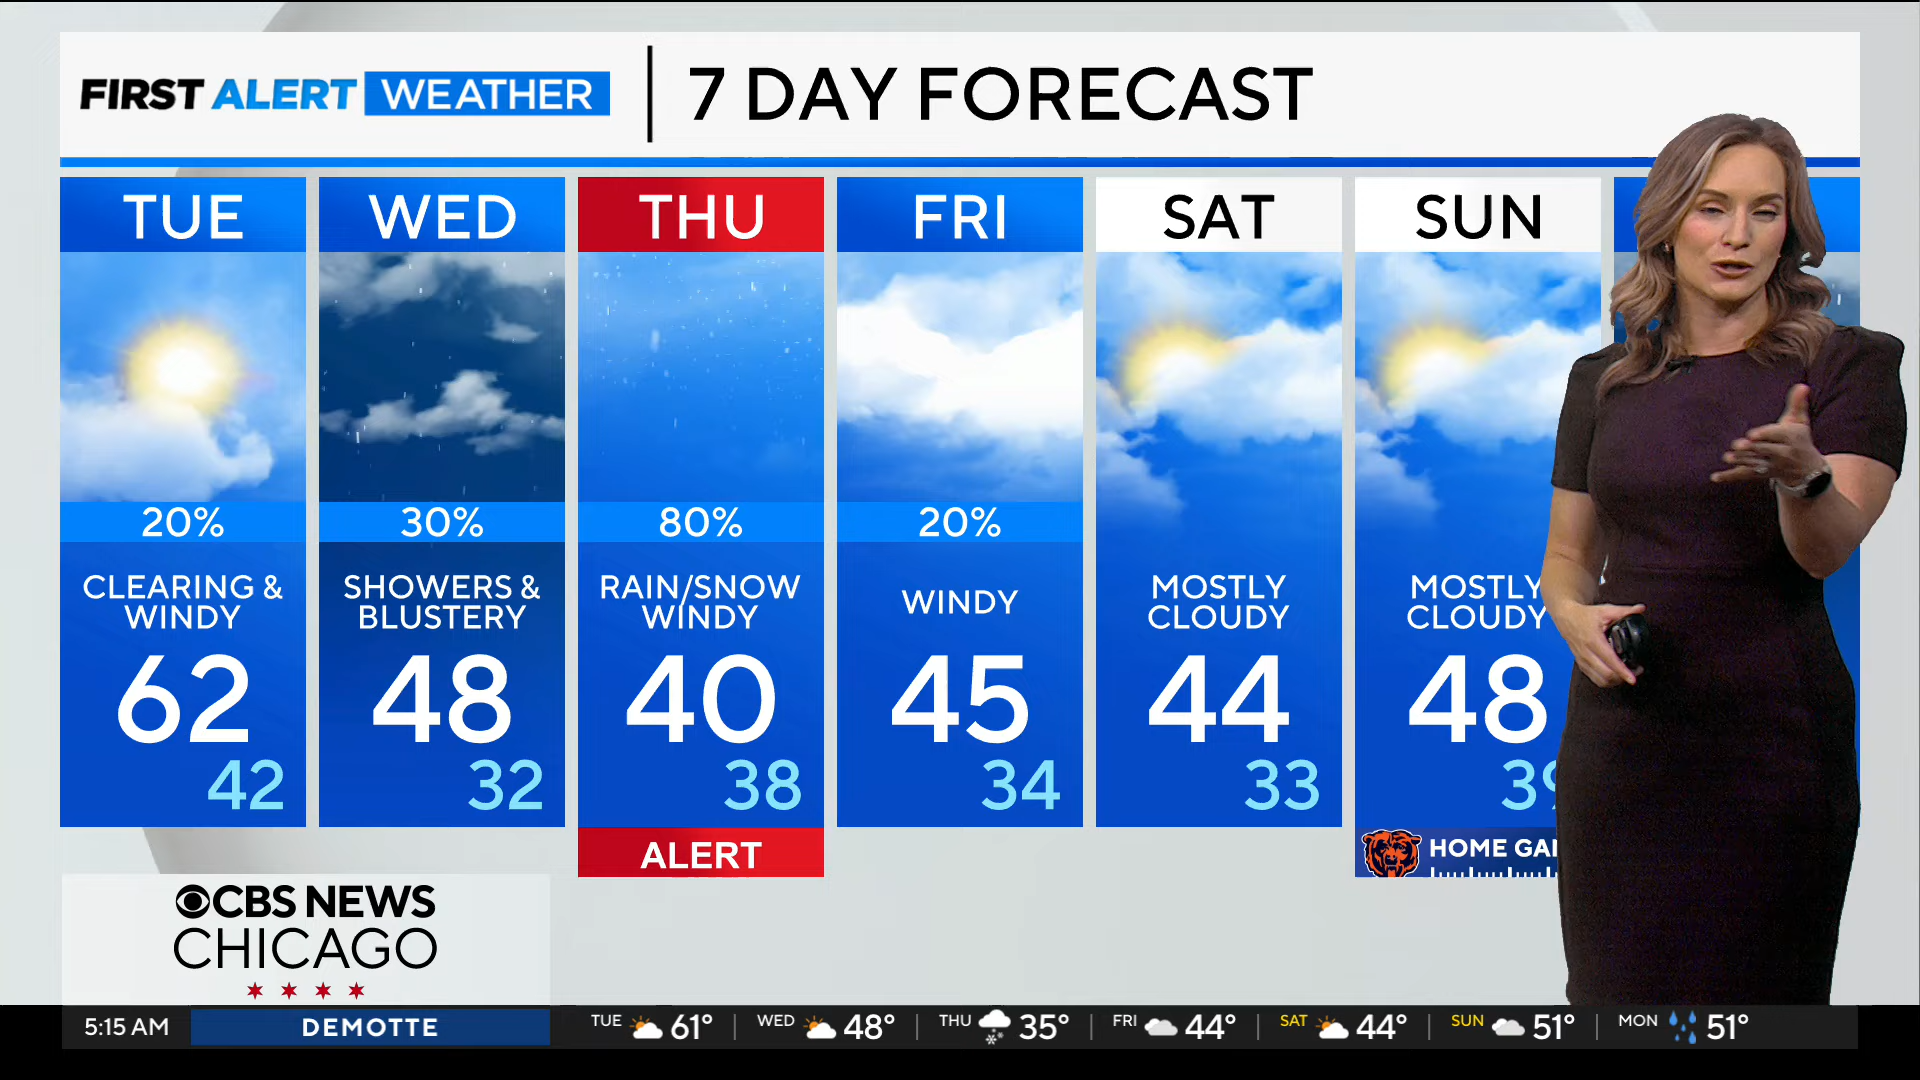 FIRST ALERT WEATHER
7 DAY FORECAST
TUE
20%
CLEARING &
WINDY
62
42
WED
30%
SHOWERS &
BLUSTERY
48
32
THU
80%
RAIN/SNOW
WINDY
40
38
ALERT
FRI
20%
WINDY
45
34
SAT
MOSTLY
CLOUDY
44
33
SUN
MOSTLY
CLOUDY
48
HOME
CBS NEWS
CHICAGO
5:15 AM
DEMOTTE
TUE 61° WED 48° THU 35° FRI 44° SAT 44° SUN 51° MON 51°